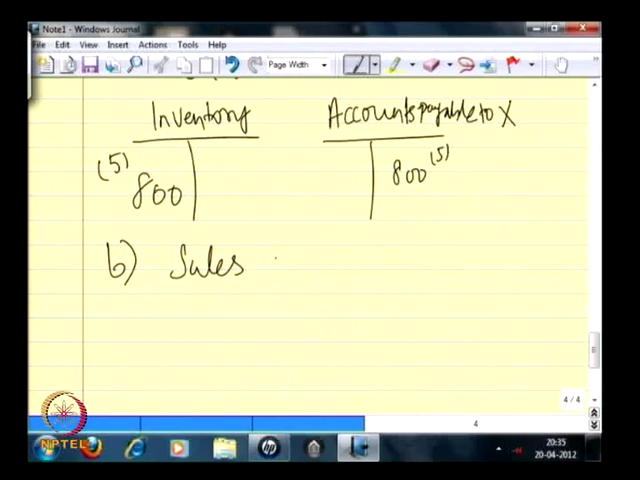 Note1 - Windows Journal
File Edit View Insert Actions Tools Help
Page Width
Inventory Accounts payable to X
(5) 800 800 (5)
b) Sales
4 / 4
4
NPTEL
20:35
20-04-2012